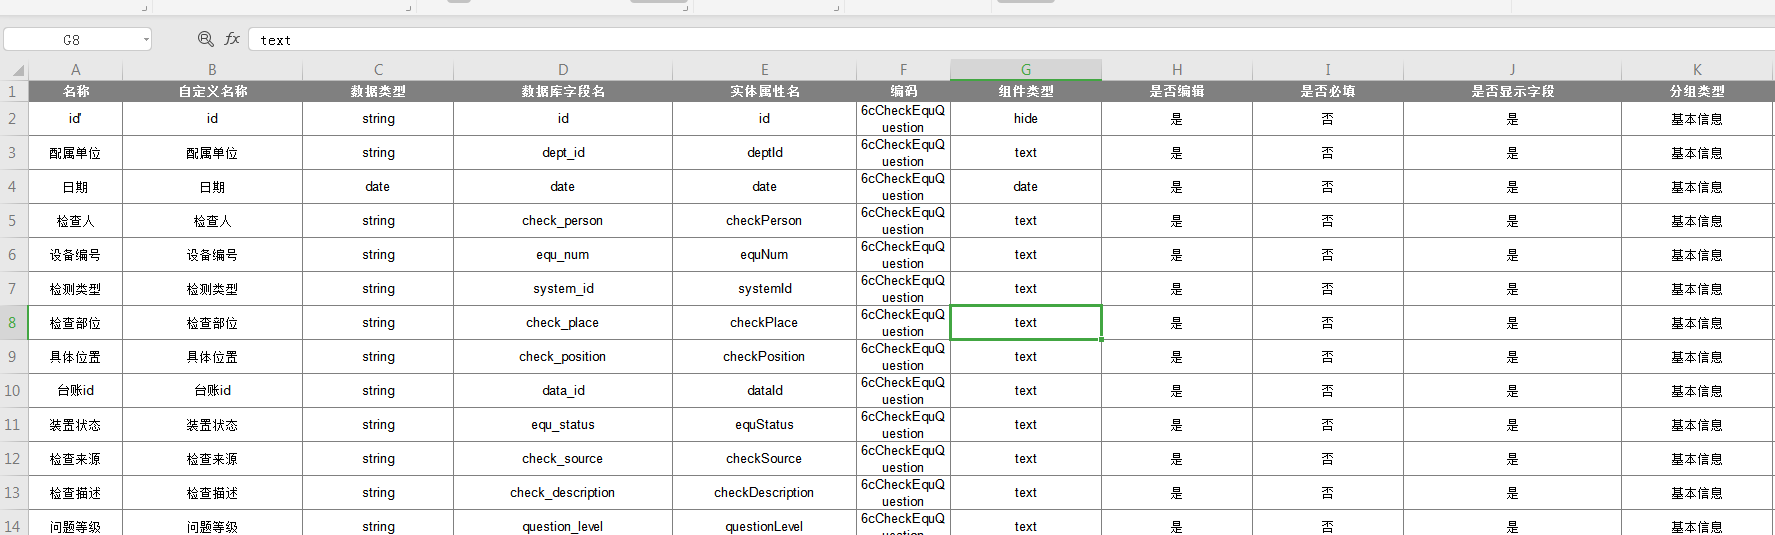 G8 fx text
A B C D E F G H I J K
1 名称 自定义名称 数据类型 数据库字段名 实体属性名 编码 组件类型 是否编辑 是否必填 是否显示字段 分组类型
2 id' id string id id 6cCheckEquQuestion hide 是 否 是 基本信息
3 配属单位 配属单位 string dept_id deptId 6cCheckEquQuestion text 是 否 是 基本信息
4 日期 日期 date date date 6cCheckEquQuestion date 是 否 是 基本信息
5 检查人 检查人 string check_person checkPerson 6cCheckEquQuestion text 是 否 是 基本信息
6 设备编号 设备编号 string equ_num equNum 6cCheckEquQuestion text 是 否 是 基本信息
7 检测类型 检测类型 string system_id systemId 6cCheckEquQuestion text 是 否 是 基本信息
8 检查部位 检查部位 string check_place checkPlace 6cCheckEquQuestion text 是 否 是 基本信息
9 具体位置 具体位置 string check_position checkPosition 6cCheckEquQuestion text 是 否 是 基本信息
10 台账id 台账id string data_id dataId 6cCheckEquQuestion text 是 否 是 基本信息
11 装置状态 装置状态 string equ_status equStatus 6cCheckEquQuestion text 是 否 是 基本信息
12 检查来源 检查来源 string check_source checkSource 6cCheckEquQuestion text 是 否 是 基本信息
13 检查描述 检查描述 string check_description checkDescription 6cCheckEquQuestion text 是 否 是 基本信息
14 问题等级 问题等级 string question_level questionLevel 6cCheckEquQuestion text 是 否 是 基本信息